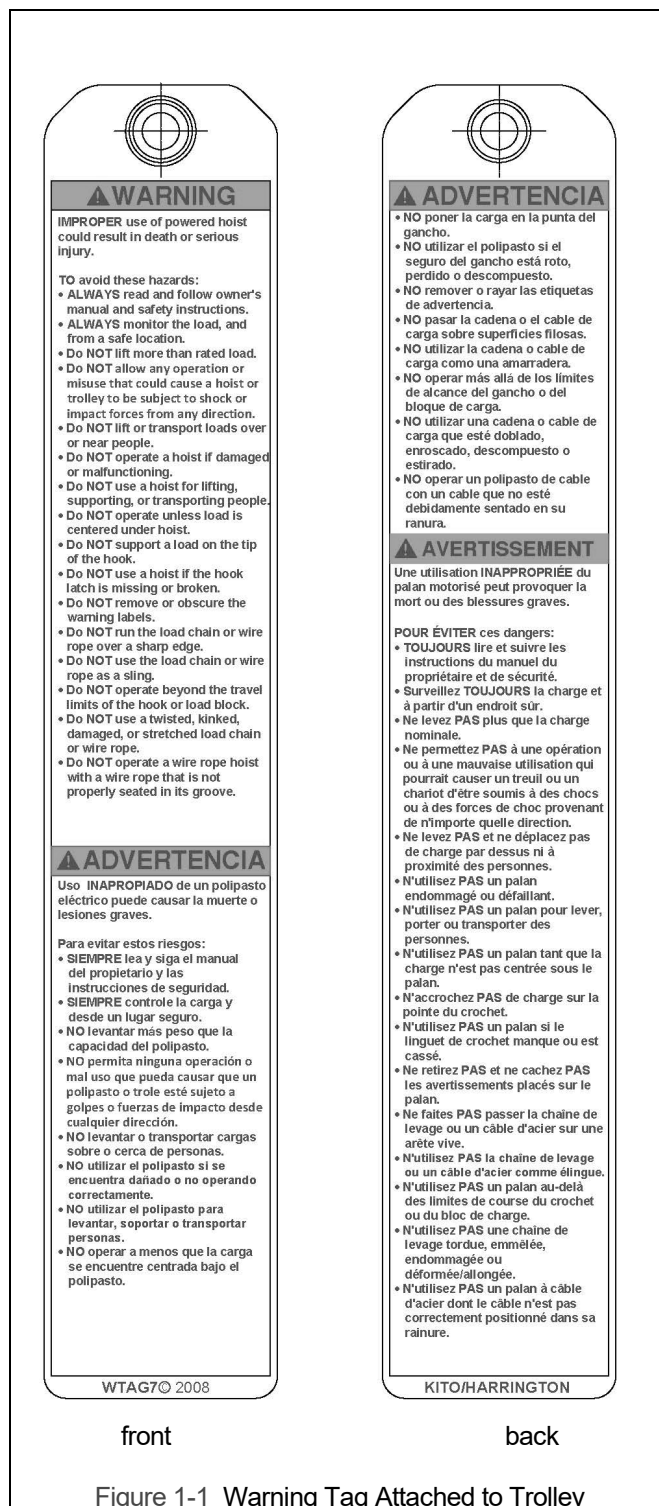 ⚠WARNING
IMPROPER use of powered hoist
could result in death or serious
injury.
TO avoid these hazards:
• ALWAYS read and follow owner's
manual and safety instructions.
• ALWAYS monitor the load, and
from a safe location.
• Do NOT lift more than rated load.
• Do NOT allow any operation or
misuse that could cause a hoist or
trolley to be subject to shock or
impact forces from any direction.
• Do NOT lift or transport loads over
or near people.
• Do NOT operate a hoist if damaged
or malfunctioning.
• Do NOT use a hoist for lifting,
supporting, or transporting people.
• Do NOT operate unless load is
centered under hoist.
• Do NOT support a load on the tip
of the hook.
• Do NOT use a hoist if the hook
latch is missing or broken.
• Do NOT remove or obscure the
warning labels.
• Do NOT run the load chain or wire
rope over a sharp edge.
• Do NOT use the load chain or wire
rope as a sling.
• Do NOT operate beyond the travel
limits of the hook or load block.
• Do NOT use a twisted, kinked,
damaged, or stretched load chain
or wire rope.
• Do NOT operate a wire rope hoist
with a wire rope that is not
properly seated in its groove.
⚠ADVERTENCIA
Uso INAPROPIADO de un polipasto
eléctrico puede causar la muerte o
lesiones graves.
Para evitar estos riesgos:
• SIEMPRE lea y siga el manual
del propietario y las
instrucciones de seguridad.
• SIEMPRE controle la carga y
desde un lugar seguro.
• NO levantar más peso que la
capacidad del polipasto.
• NO permita ninguna operación o
mal uso que pueda causar que un
polipasto o trole esté sujeto a
golpes o fuerzas de impacto desde
cualquier dirección.
• NO levantar o transportar cargas
sobre o cerca de personas.
• NO utilizar el polipasto si se
encuentra dañado o no operando
correctamente.
• NO utilizar el polipasto para
levantar, soportar o transportar
personas.
• NO operar a menos que la carga
se encuentre centrada bajo el
polipasto.
WTAG7© 2008
front
⚠ ADVERTENCIA
• NO poner la carga en la punta del
gancho.
• NO utilizar el polipasto si el
seguro del gancho está roto,
perdido o descompuesto.
• NO remover o rayar las etiquetas
de advertencia.
• NO pasar la cadena o el cable de
carga sobre superficies filosas.
• NO utilizar la cadena o cable de
carga como una amarradera.
• NO operar más allá de los límites
de alcance del gancho o del
bloque de carga.
• NO utilizar una cadena o cable de
carga que esté doblado,
enroscado, descompuesto o
estirado.
• NO operar un polipasto de cable
con un cable que no esté
debidamente sentado en su
ranura.
⚠ AVERTISSEMENT
Une utilisation INAPPROPRIÉE du
palan motorisé peut provoquer la
mort ou des blessures graves.
POUR ÉVITER ces dangers:
• TOUJOURS lire et suivre les
instructions du manuel du
propriétaire et de sécurité.
• Surveillez TOUJOURS la charge et
à partir d'un endroit sûr.
• Ne levez PAS plus que la charge
nominale.
• Ne permettez PAS à une opération
ou à une mauvaise utilisation qui
pourrait causer un treuil ou un
chariot d'être soumis à des chocs
ou à des forces de choc provenant
de n'importe quelle direction.
• Ne levez PAS et ne déplacez pas
de charge par dessus ni à
proximité des personnes.
• N'utilisez PAS un palan
endommagé ou défaillant.
• N'utilisez PAS un palan pour lever,
porter ou transporter des
personnes.
• N'utilisez PAS un palan tant que la
charge n'est pas centrée sous le
palan.
• N'accrochez PAS de charge sur la
pointe du crochet.
• N'utilisez PAS un palan si le
linguet de crochet manque ou est
cassé.
• Ne retirez PAS et ne cachez PAS
les avertissements placés sur le
palan.
• Ne faites PAS passer la chaîne de
levage ou un câble d'acier sur une
arête vive.
• N'utilisez PAS la chaîne de levage
ou un câble d'acier comme élingue.
• N'utilisez PAS un palan au-delà
des limites de course du crochet
ou du bloc de charge.
• N'utilisez PAS une chaîne de
levage tordue, emmêlée,
endommagée ou
déformée/allongée.
• N'utilisez PAS un palan à câble
d'acier dont le câble n'est pas
correctement positionné dans sa
rainure.
KITO/HARRINGTON
back
Figure 1-1 Warning Tag Attached to Trolley